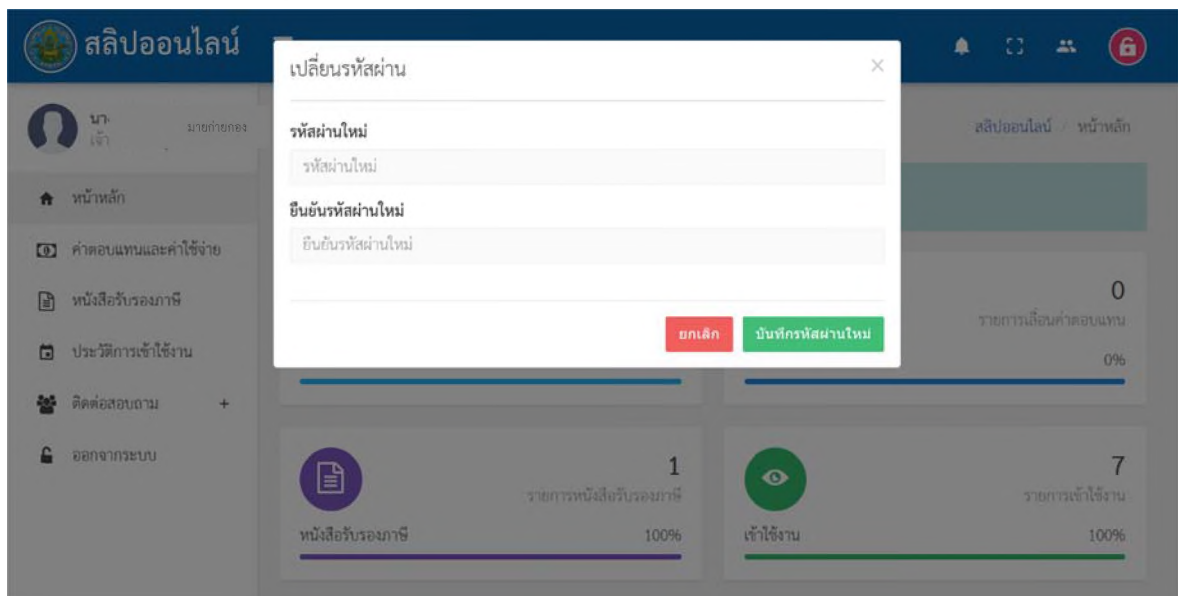 สลิปออนไลน์
เปลี่ยนรหัสผ่าน
×
รหัสผ่านใหม่
รหัสผ่านใหม่
ยืนยันรหัสผ่านใหม่
ยืนยันรหัสผ่านใหม่
ยกเลิก
บันทึกรหัสผ่านใหม่
เจ้า
สลิปออนไลน์ / หน้าหลัก
หน้าหลัก
ค่าตอบแทนและค่าใช้จ่าย
หนังสือรับรองภาษี
ประวัติการเข้าใช้งาน
ติดต่อสอบถาม +
ออกจากระบบ
0
รายการเลื่อนค่าตอบแทน
0%
1
รายการหนังสือรับรองภาษี
หนังสือรับรองภาษี 100%
7
รายการเข้าใช้งาน
เข้าใช้งาน 100%